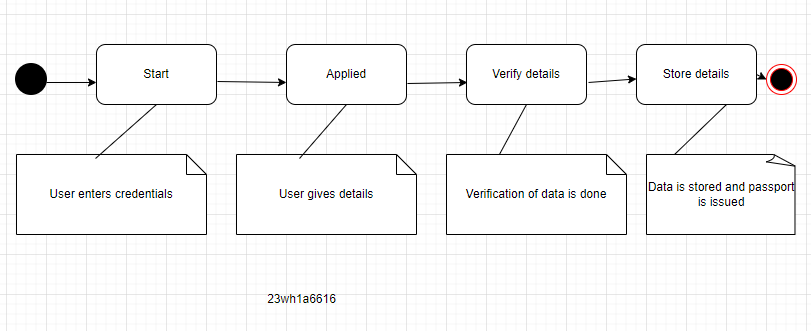 Start
Applied
Verify details
Store details
User enters credentials
User gives details
Verification of data is done
Data is stored and passport
is issued
23wh1a6616